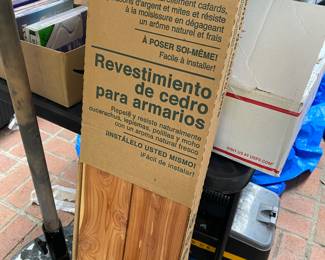 cafards,
d'argent et mites et résiste
à la moisissure en dégageant
un arôme naturel et frais
À POSER SOI-MÊME!
Facile à installer!
Revestimiento
de cedro
para armarios
Repele y resiste naturalmente
cucarachas, lepismas, polillas y moho
con un aroma natural fresco
¡INSTÁLELO USTED MISMO!
¡Fácil de instalar!